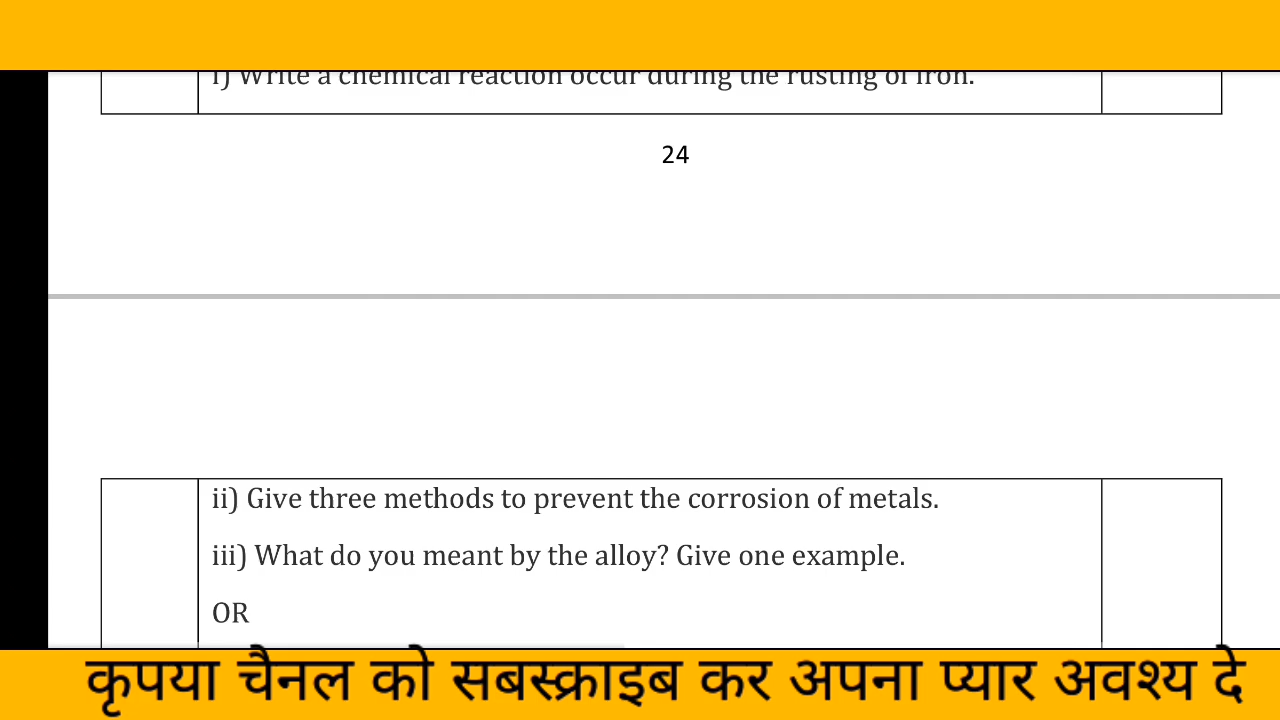 i) Write a chemical reaction occur during the rusting of iron.
24
ii) Give three methods to prevent the corrosion of metals.
iii) What do you meant by the alloy? Give one example.
OR
कृपया चैनल को सबस्क्राइब कर अपना प्यार अवश्य दे